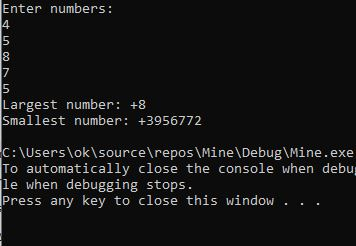 Enter numbers:
4
5
8
7
5
Largest number: +8
Smallest number: +3956772
C:\Users\ok\source\repos\Mine\Debug\Mine.exe
To automatically close the console when debug
le when debugging stops.
Press any key to close this window . . .